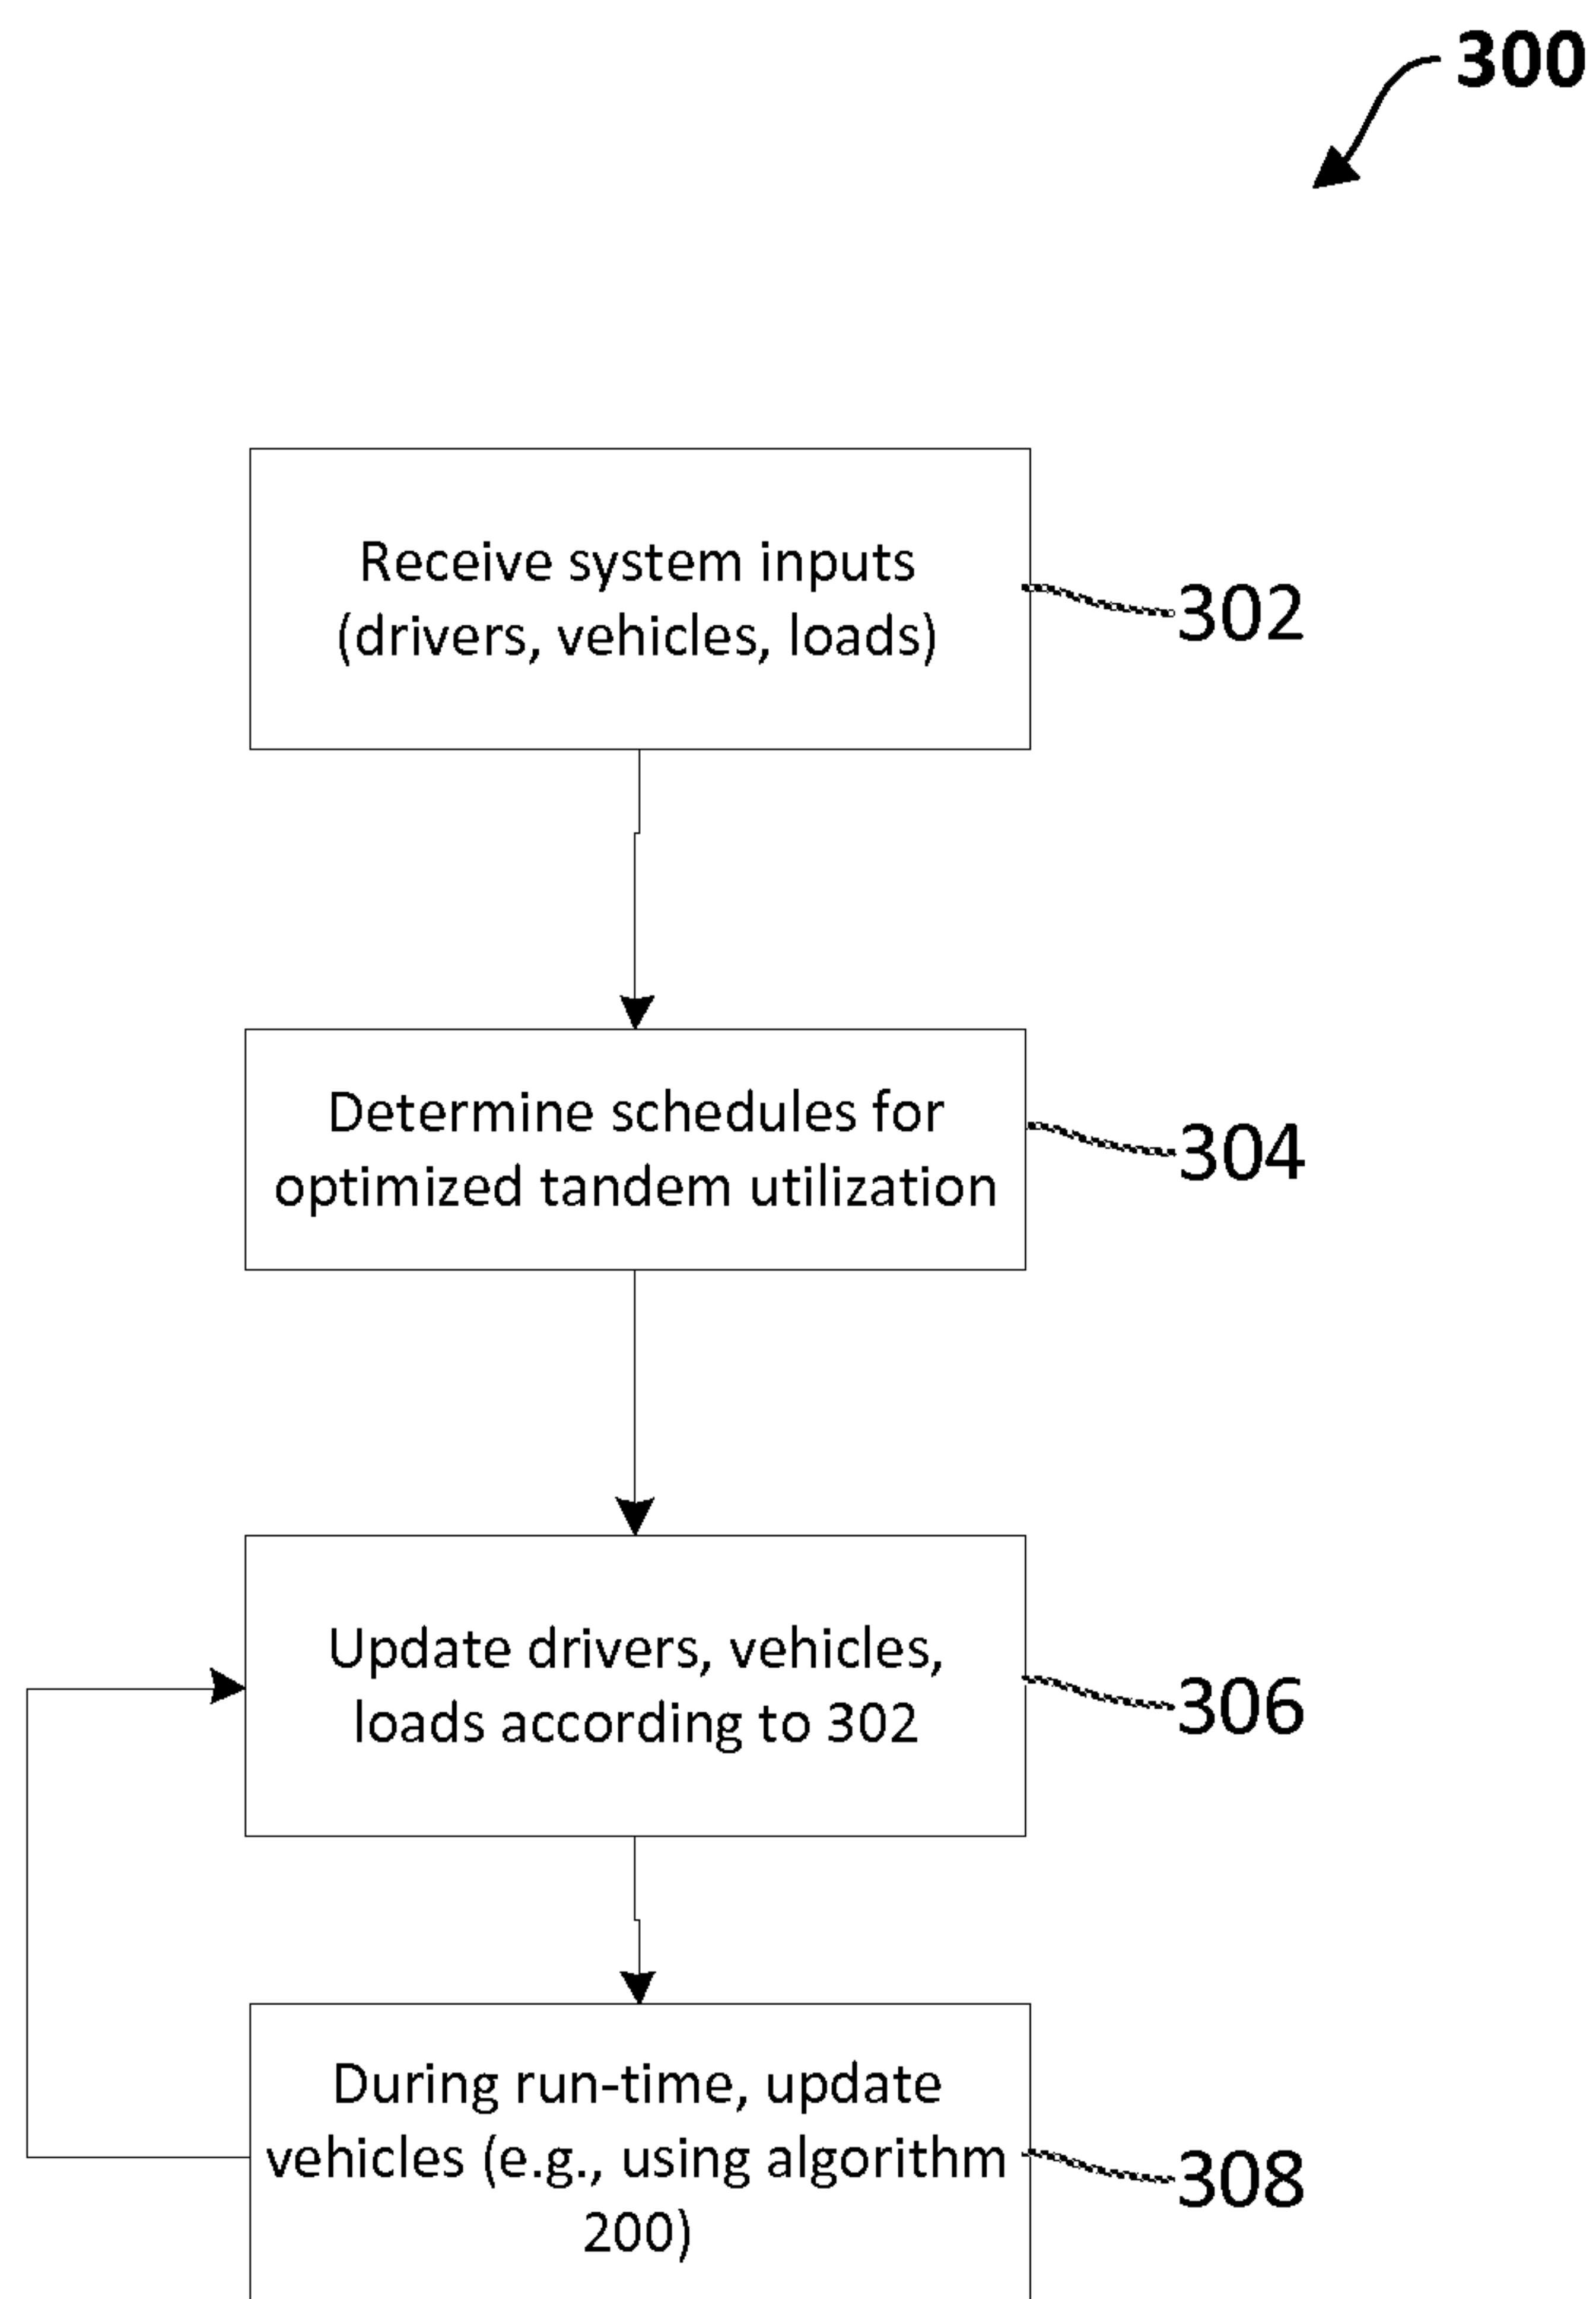 300
Receive system inputs
(drivers, vehicles, loads)
302
Determine schedules for
optimized tandem utilization
304
Update drivers, vehicles,
loads according to 302
306
During run-time, update
vehicles (e.g., using algorithm
200)
308